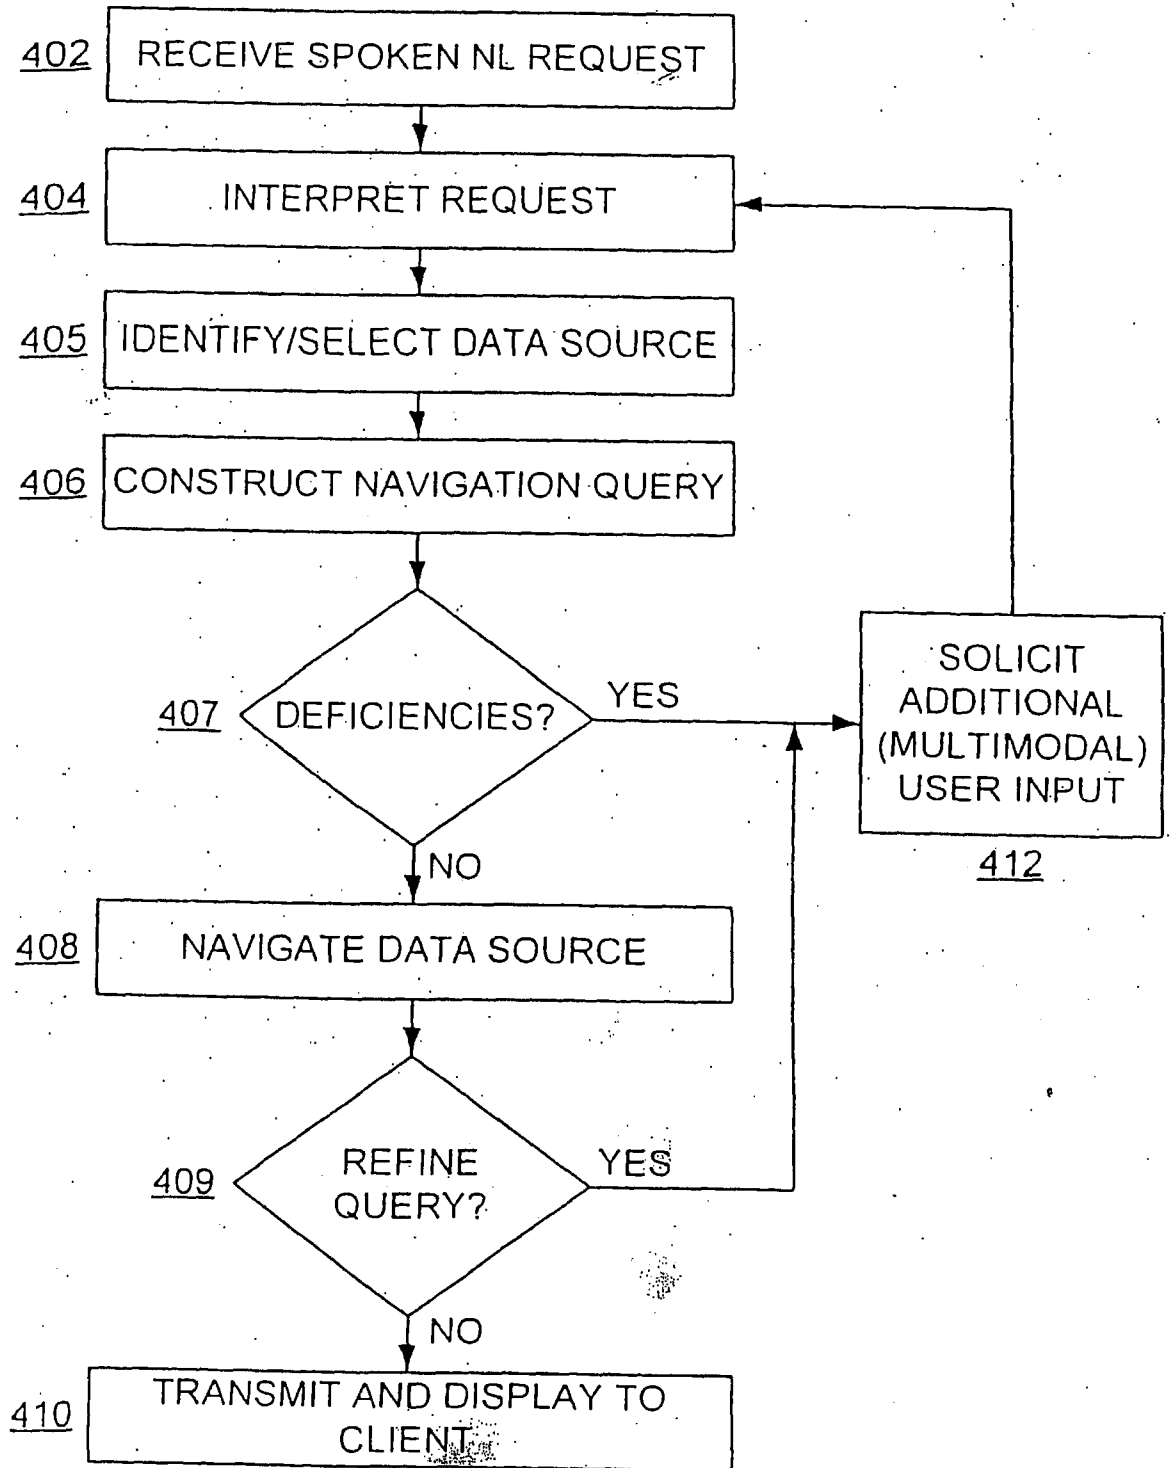 402 RECEIVE SPOKEN NL REQUEST
404 INTERPRET REQUEST
405 IDENTIFY/SELECT DATA SOURCE
406 CONSTRUCT NAVIGATION QUERY
407 DEFICIENCIES? YES
SOLICIT
ADDITIONAL
(MULTIMODAL)
USER INPUT
412
NO
408 NAVIGATE DATA SOURCE
409 REFINE
QUERY?
YES
NO
410 TRANSMIT AND DISPLAY TO
CLIENT